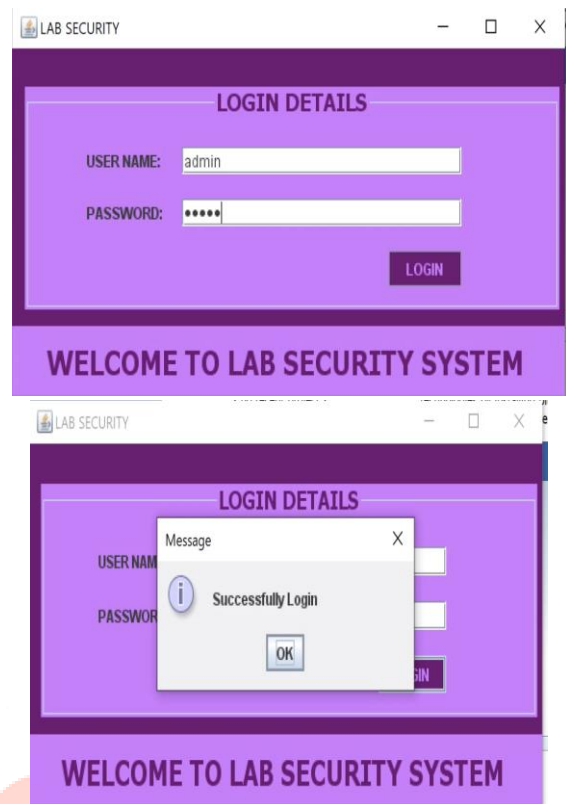 LAB SECURITY
LOGIN DETAILS
USER NAME: admin
PASSWORD: •••••
LOGIN
WELCOME TO LAB SECURITY SYSTEM
LAB SECURITY
LOGIN DETAILS
Message
USER NAM
Successfully Login
PASSWOR
OK
GIN
WELCOME TO LAB SECURITY SYSTEM